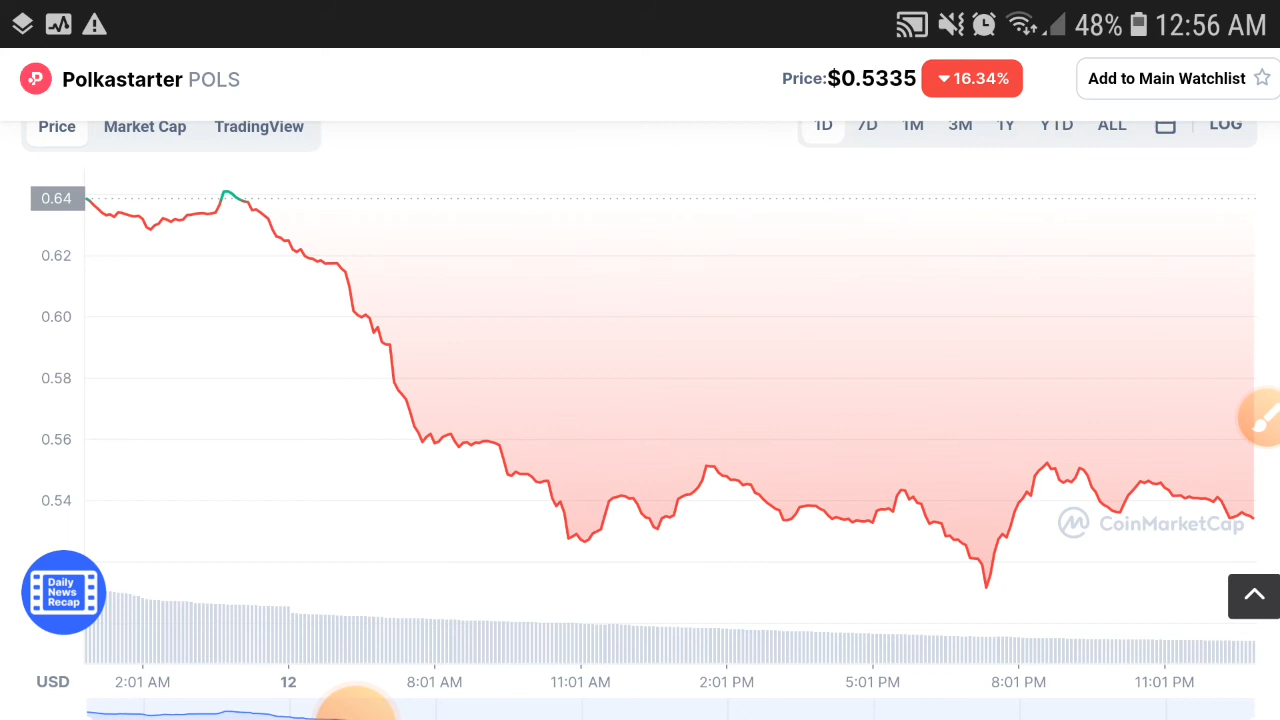 48% 12:56 AM
Polkastarter POLS
Price:$0.5335 16.34% Add to Main Watchlist
Price Market Cap TradingView 1D 7D 1M 3M 1Y YTD ALL LOG
0.64
0.62
0.60
0.58
0.56
0.54
CoinMarketCap
Daily
News
Recap
USD 2:01 AM 12 8:01 AM 11:01 AM 2:01 PM 5:01 PM 8:01 PM 11:01 PM